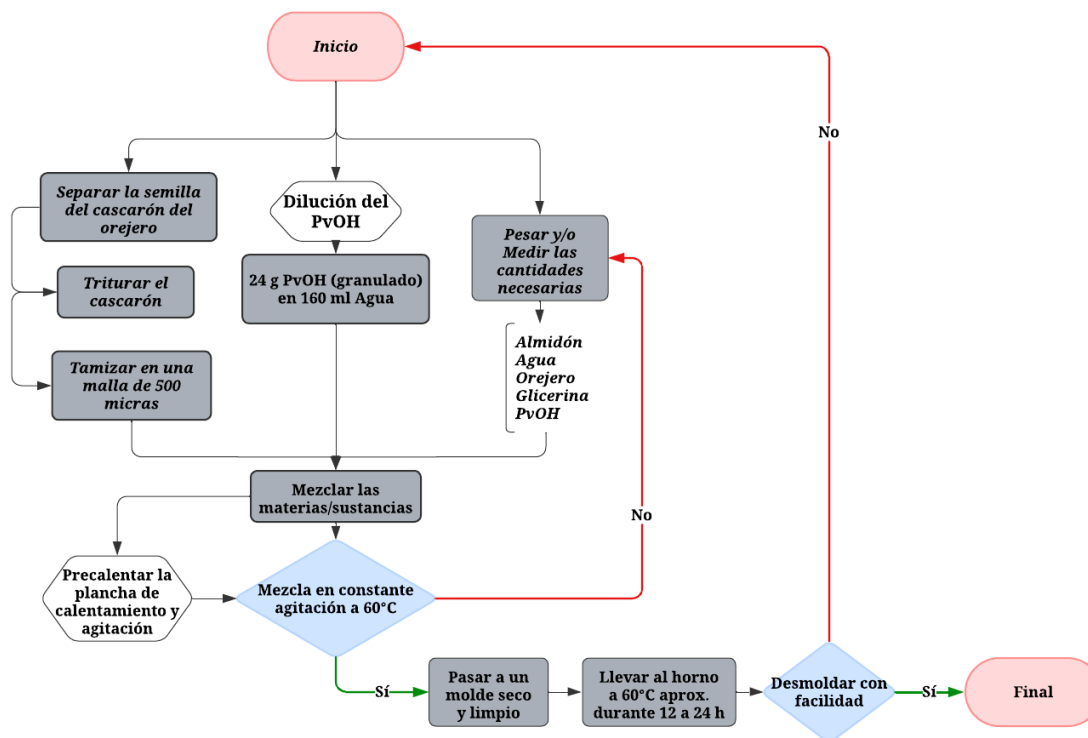 Inicio
No
Separar la semilla
del cascarón del
orejero
Dilución del
PvOH
Pesar y/o
Medir las
cantidades
necesarias
Triturar el
cascarón
24 g PvOH (granulado)
en 160 ml Agua
Tamizar en una
malla de 500
micras
Almidón
Agua
Orejero
Glicerina
PvOH
Mezclar las
materias/sustancias
No
Precalentar la
plancha de
calentamiento y
agitación
Mezcla en constante
agitación a 60°C
Sí
Pasar a un
molde seco
y limpio
Llevar al horno
a 60°C aprox.
durante 12 a 24 h
Desmoldar con
facilidad
Sí
Final